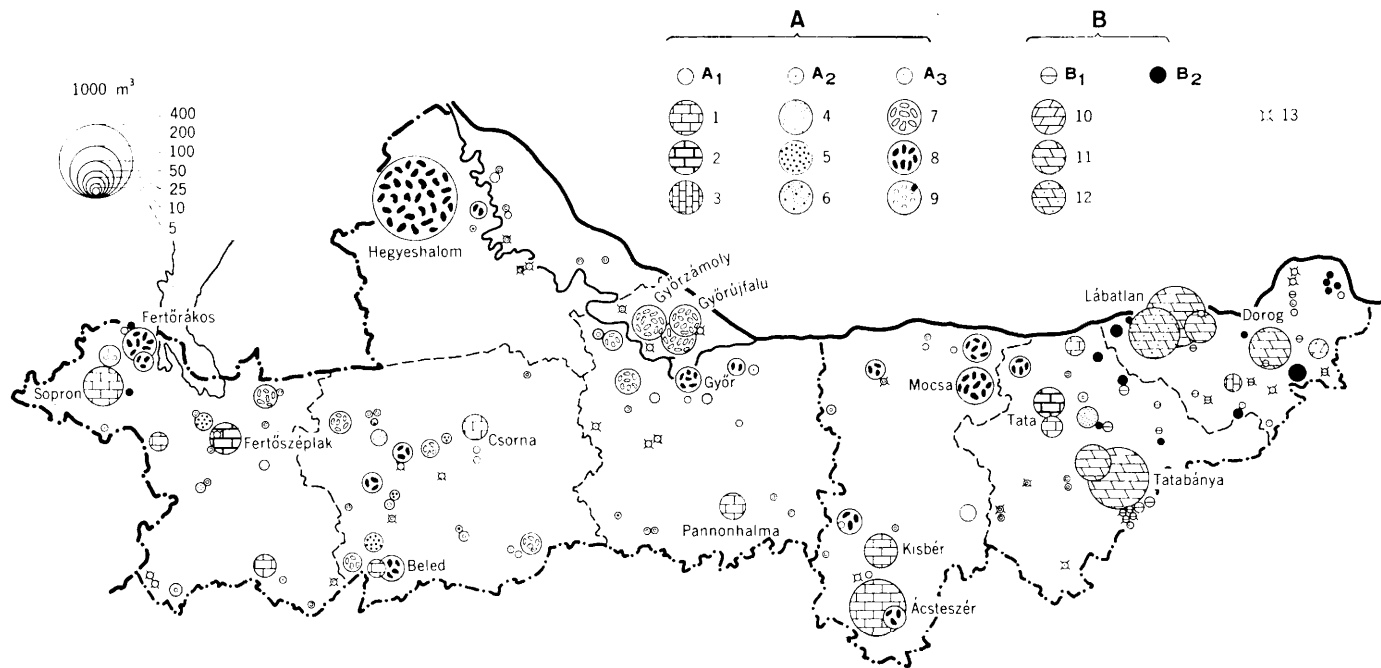 A B
1000 m³
A₁ A₂ A₃ B₁ B₂
400
200
100
50
25
10
5
1 4 7 10 13
2 5 8 11
3 6 9 12
Hegyeshalom
Győrzámoly
Győrújfalu
Lábatlan
Dorog
Fertőrákos
Sopron
Győr
Mocsa
Tata
Fertőszéplak
Csorna
Tatabánya
Pannonhalma
Kisbér
Beled
Ácsteszér